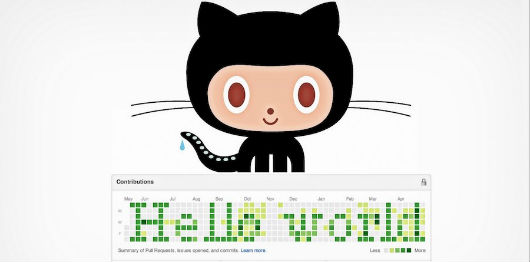 Contributions
May Jun Jul Aug Sep Oct Nov Dec Jan Feb Mar Apr
M
W
F
Hello world
Summary of Pull Requests, issues opened, and commits. Learn more.
Less More